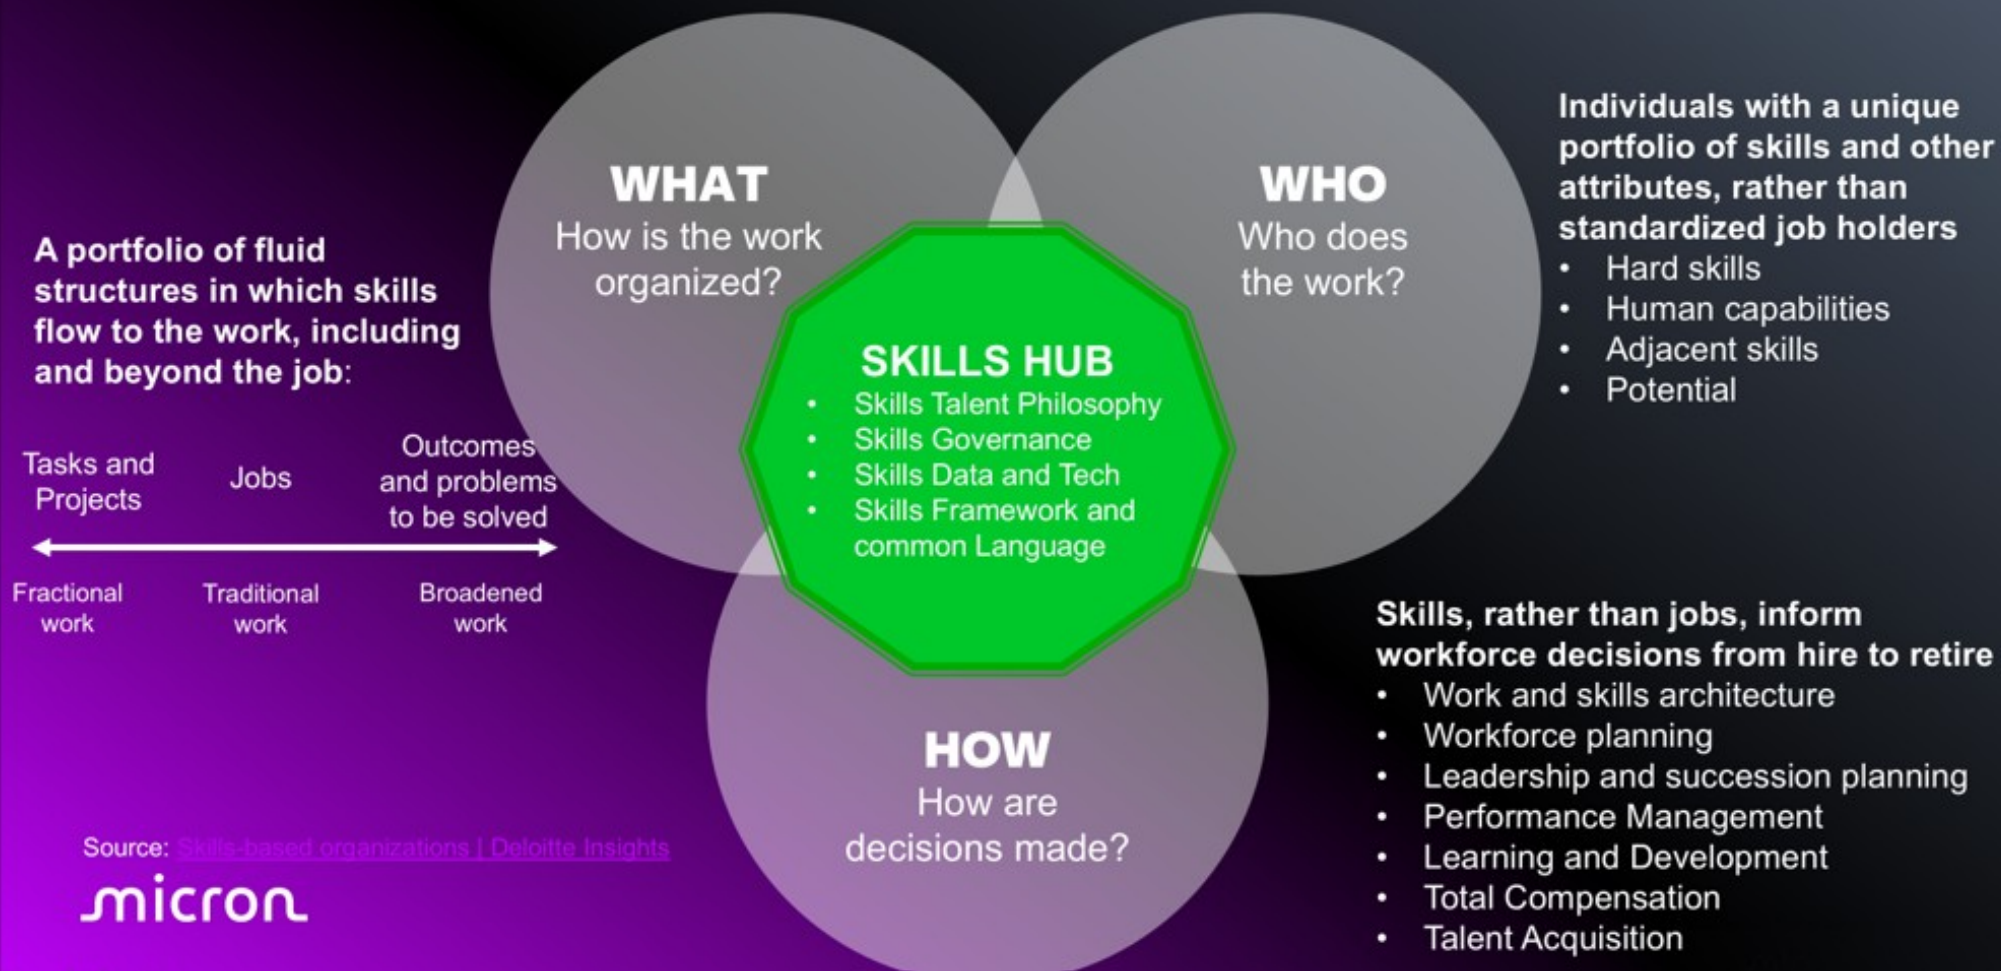 WHAT
How is the work
organized?
WHO
Who does
the work?
Individuals with a unique
portfolio of skills and other
attributes, rather than
standardized job holders
• Hard skills
• Human capabilities
• Adjacent skills
• Potential
A portfolio of fluid
structures in which skills
flow to the work, including
and beyond the job:
Tasks and
Projects
Jobs
Outcomes
and problems
to be solved
Fractional
work
Traditional
work
Broadened
work
SKILLS HUB
• Skills Talent Philosophy
• Skills Governance
• Skills Data and Tech
• Skills Framework and
common Language
HOW
How are
decisions made?
Skills, rather than jobs, inform
workforce decisions from hire to retire
• Work and skills architecture
• Workforce planning
• Leadership and succession planning
• Performance Management
• Learning and Development
• Total Compensation
• Talent Acquisition
Source: Skills-based organizations | Deloitte Insights
micron